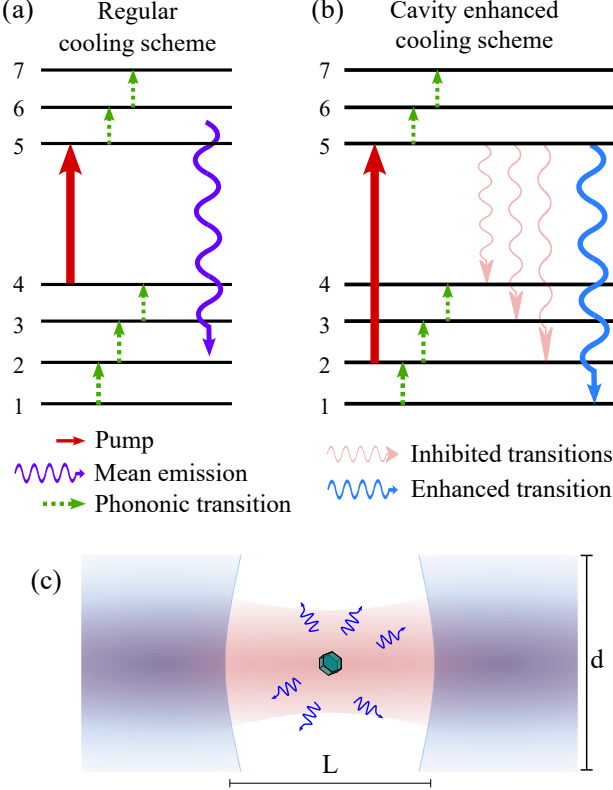 (a)
Regular
cooling scheme
7
6
5
4
3
2
1
Pump
Mean emission
Phononic transition
(b)
Cavity enhanced
cooling scheme
7
6
5
4
3
2
1
Inhibited transitions
Enhanced transition
(c)
d
L